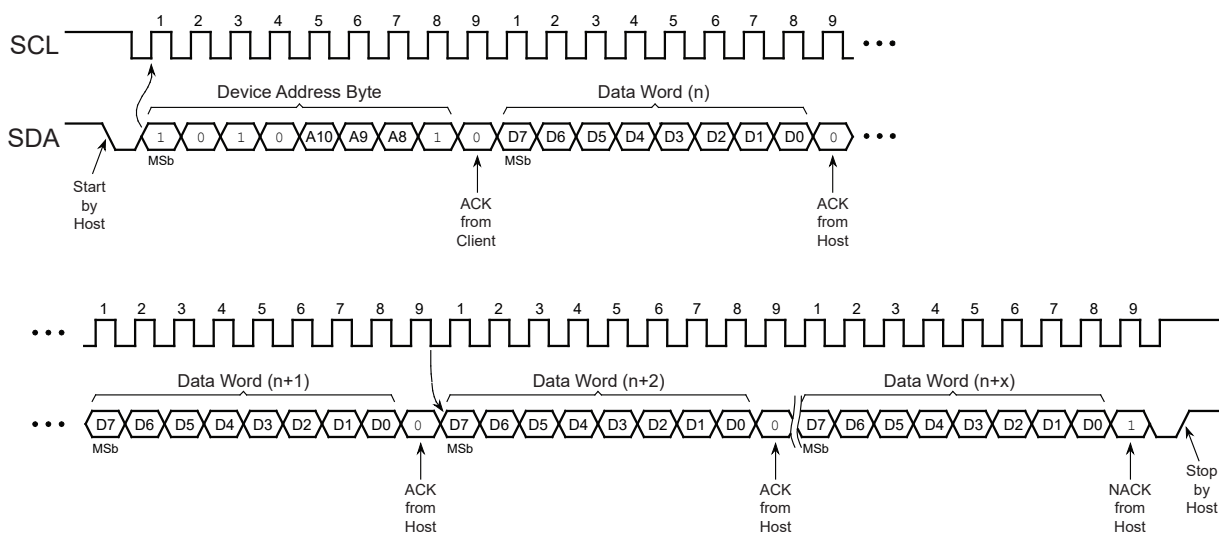 1 2 3 4 5 6 7 8 9 1 2 3 4 5 6 7 8 9
SCL
Device Address Byte Data Word (n)
SDA 1 0 1 0 A10 A9 A8 1 0 D7 D6 D5 D4 D3 D2 D1 D0 0
MSb MSb
Start
by
Host
ACK
from
Client
ACK
from
Host
1 2 3 4 5 6 7 8 9 1 2 3 4 5 6 7 8 9 1 2 3 4 5 6 7 8 9
Data Word (n+1) Data Word (n+2) Data Word (n+x)
D7 D6 D5 D4 D3 D2 D1 D0 0 D7 D6 D5 D4 D3 D2 D1 D0 0 D7 D6 D5 D4 D3 D2 D1 D0 1
MSb MSb MSb
ACK
from
Host
ACK
from
Host
NACK
from
Host
Stop
by
Host